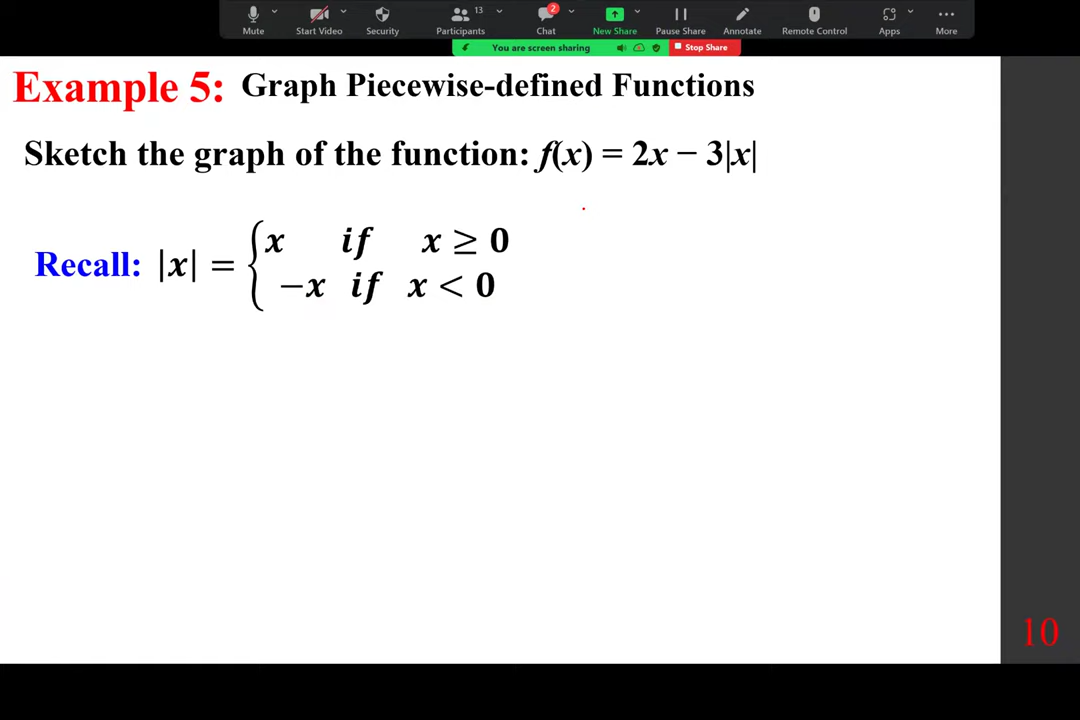 13
2
Mute
Start Video
Security
Participants
Chat
New Share
Pause Share
Annotate
Remote Control
Apps
More
You are screen sharing
Stop Share
Example 5: Graph Piecewise-defined Functions
Sketch the graph of the function: f(x) = 2x − 3|x|
Recall: |x| = { x if x ≥ 0
−x if x < 0
10